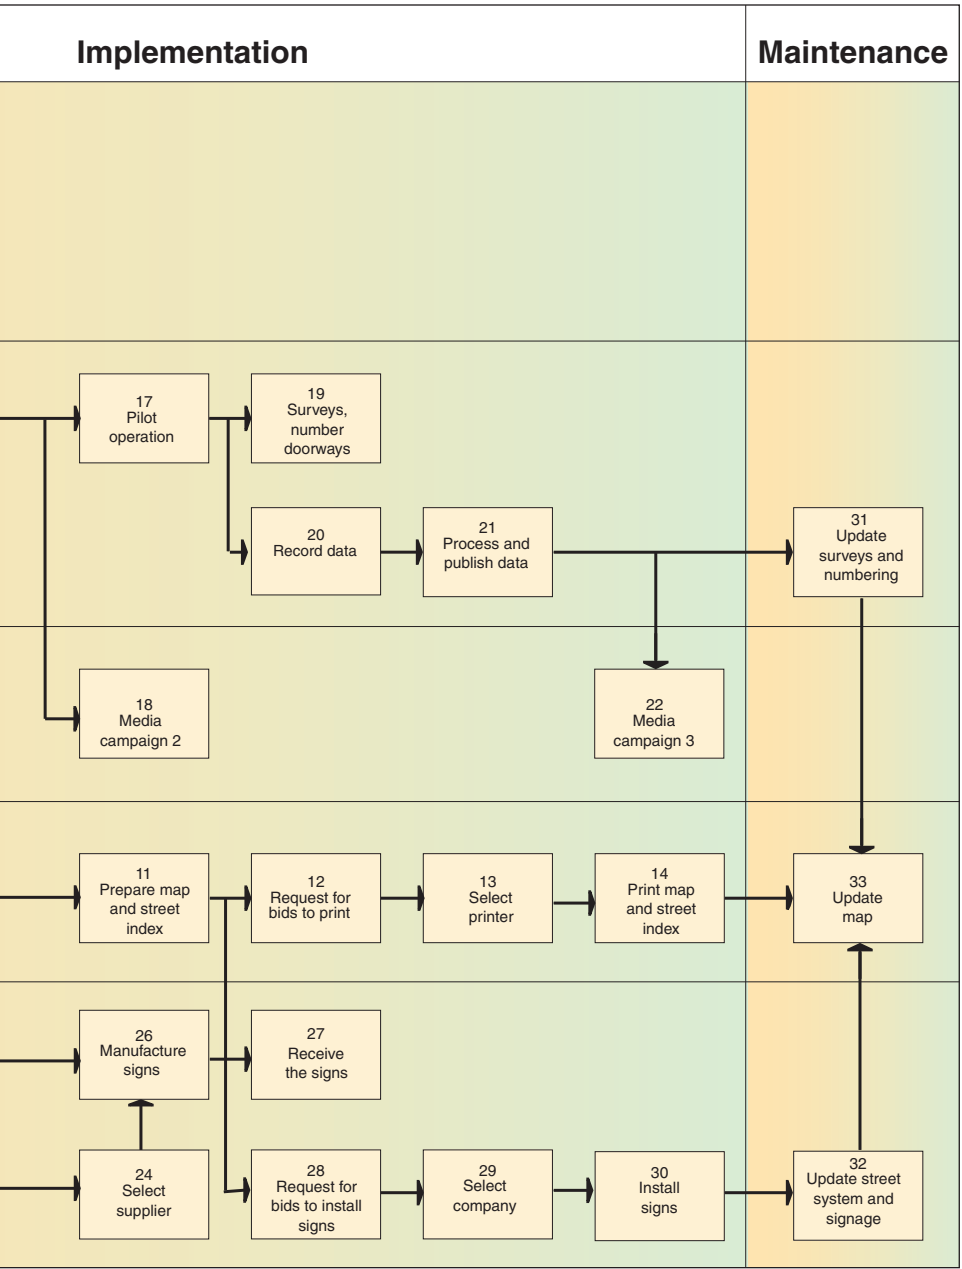 Implementation
Maintenance
17
Pilot
operation
19
Surveys,
number
doorways
20
Record data
21
Process and
publish data
31
Update
surveys and
numbering
18
Media
campaign 2
22
Media
campaign 3
11
Prepare map
and street
index
12
Request for
bids to print
13
Select
printer
14
Print map
and street
index
33
Update
map
26
Manufacture
signs
27
Receive
the signs
24
Select
supplier
28
Request for
bids to install
signs
29
Select
company
30
Install
signs
32
Update street
system and
signage